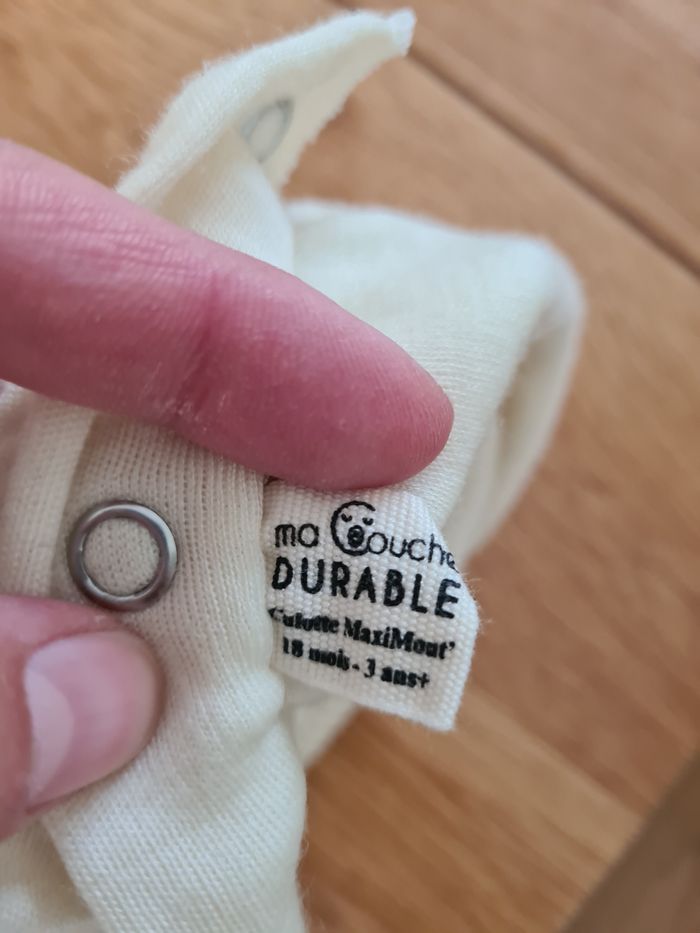 ma Couche
DURABLE
Culotte MaxiMout'
18 mois - 3 ans+